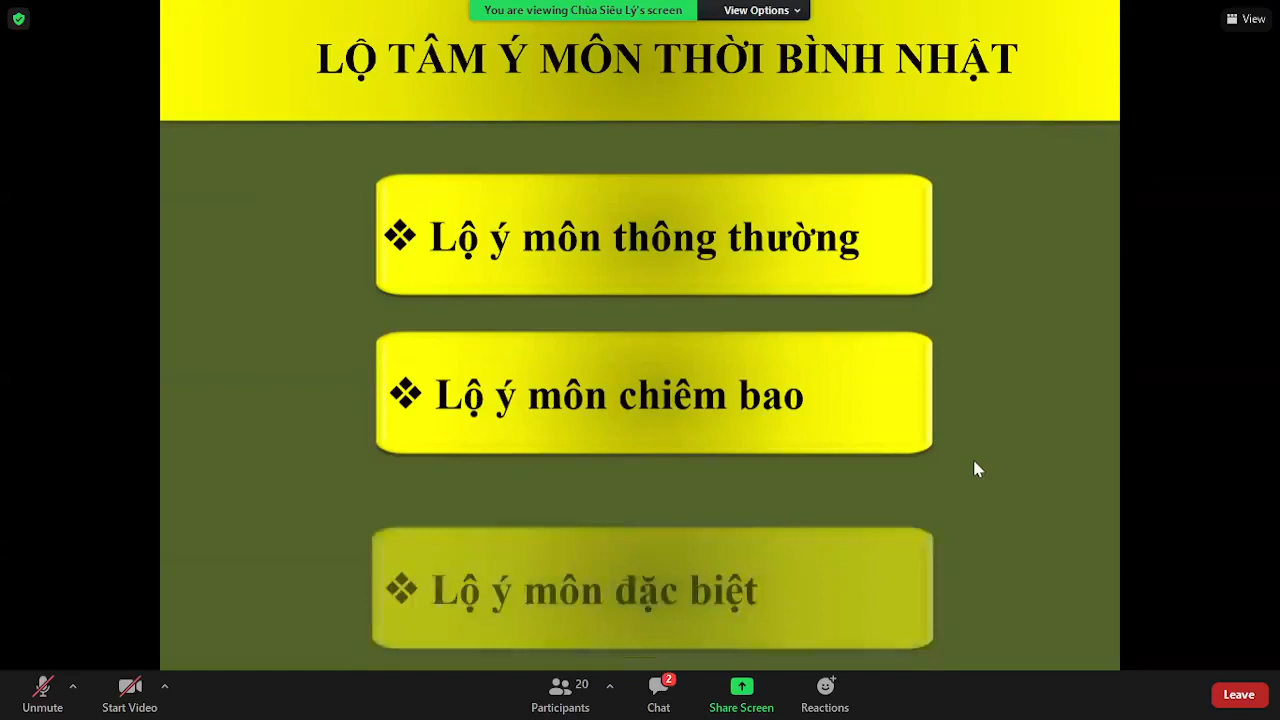 You are viewing Chùa Siêu Lý's screen
View Options
View
LỘ TÂM Ý MÔN THỜI BÌNH NHẬT
❖ Lộ ý môn thông thường
❖ Lộ ý môn chiêm bao
❖ Lộ ý môn đặc biệt
Unmute
Start Video
20
Participants
2
Chat
Share Screen
Reactions
Leave